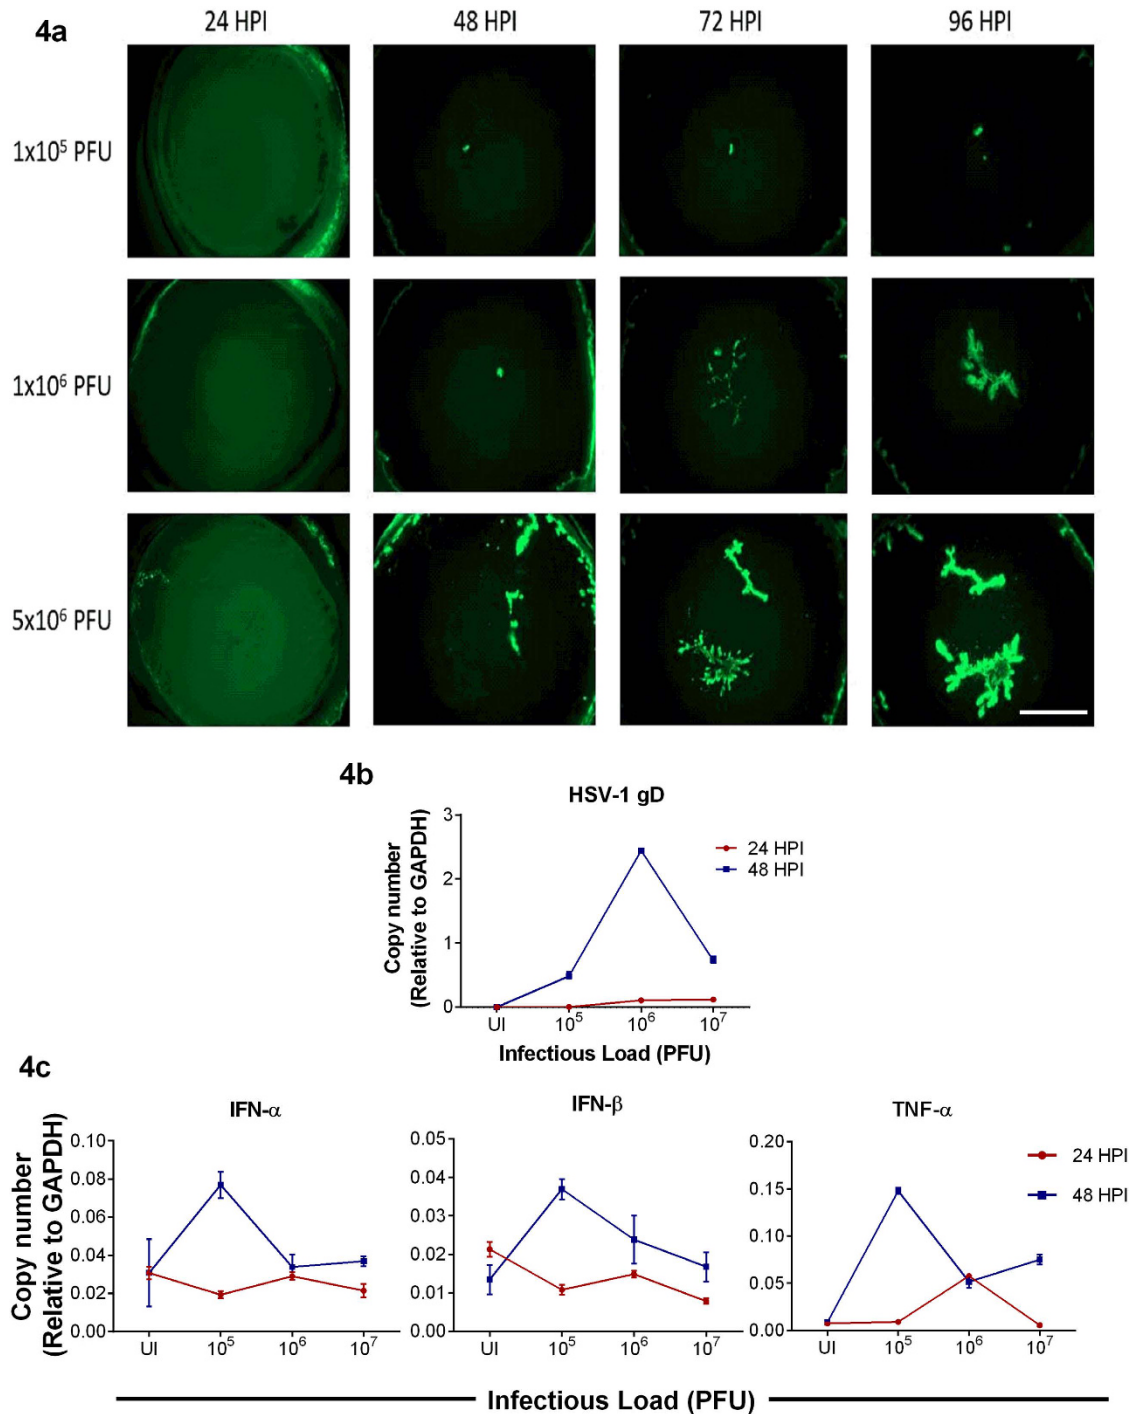 4a
24 HPI 48 HPI 72 HPI 96 HPI
1x10⁵ PFU
1x10⁶ PFU
5x10⁶ PFU
4b
HSV-1 gD
Copy number
(Relative to GAPDH)
3
2
1
0
24 HPI
48 HPI
UI 10⁵ 10⁶ 10⁷
Infectious Load (PFU)
4c
Copy number
(Relative to GAPDH)
IFN-α
0.10
0.08
0.06
0.04
0.02
0.00
UI 10⁵ 10⁶ 10⁷
IFN-β
0.05
0.04
0.03
0.02
0.01
0.00
UI 10⁵ 10⁶ 10⁷
TNF-α
0.20
0.15
0.10
0.05
0.00
UI 10⁵ 10⁶ 10⁷
24 HPI
48 HPI
Infectious Load (PFU)